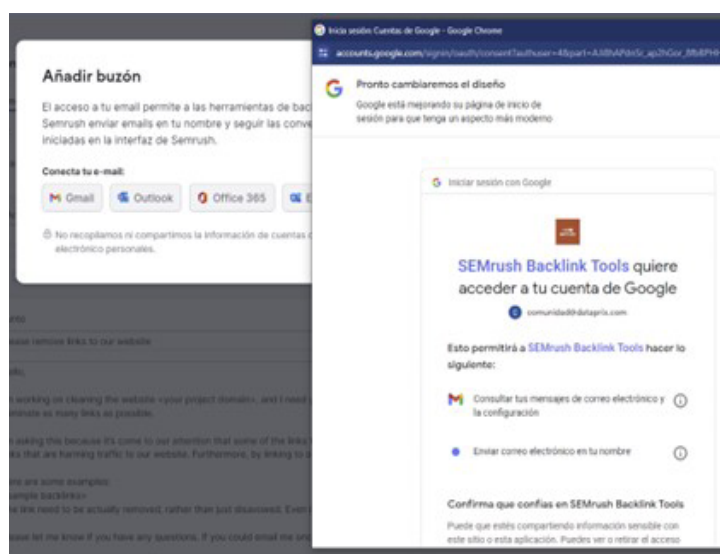 Añadir buzón
El acceso a tu email permite a las herramientas de bac
Semrush enviar emails en tu nombre y seguir las conve
iniciadas en la interfaz de Semrush.
Conecta tu e-mail:
Gmail
Outlook
Office 365
E
No recopilamos ni compartimos la información de cuentas
electrónico personales.
ease remove links to our website
working on cleaning the website <your project domain>, and I need
minate as many links as possible.
asking this because it's come to our attention that some of the links
ks that are harming traffic to our website. Furthermore, by linking to
re are some examples:
ample backlinks>
e link need to be actually removed, rather than just disavowed. Even
ease let me know if you have any questions. If you could email me
Inicia sesión: Cuentas de Google - Google Chrome
accounts.google.com/signin/oauth/consent?authuser=
Pronto cambiaremos el diseño
Google está mejorando su página de inicio de
sesión para que tenga un aspecto más moderno
Iniciar sesión con Google
SEMrush Backlink Tools quiere
acceder a tu cuenta de Google
comunidad@dataprix.com
Esto permitirá a SEMrush Backlink Tools hacer lo
siguiente:
Consultar tus mensajes de correo electrónico y
la configuración
Enviar correo electrónico en tu nombre
Confirma que confías en SEMrush Backlink Tools
Puede que estés compartiendo información sensible con
este sitio o esta aplicación. Puedes ver o retirar el acceso